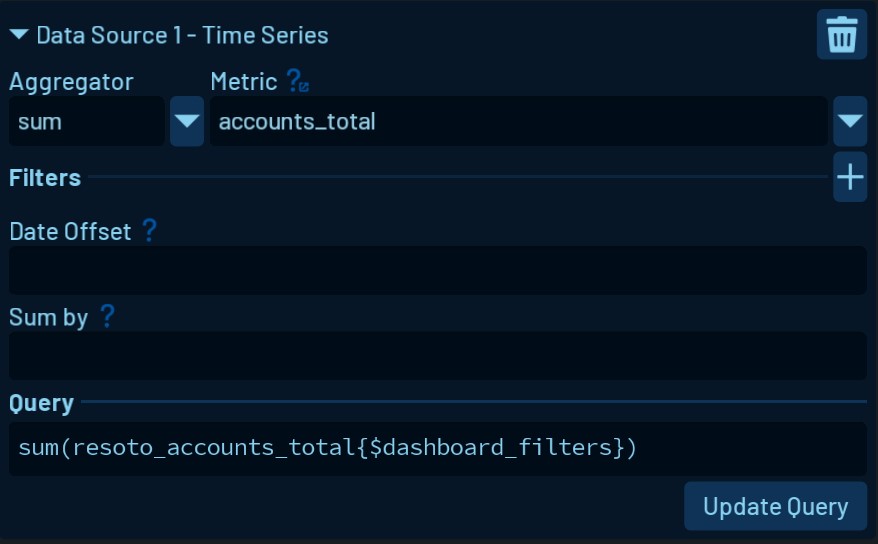 Data Source 1 - Time Series
Aggregator Metric ?
sum accounts_total
Filters +
Date Offset ?
Sum by ?
Query
sum(resoto_accounts_total{$dashboard_filters})
Update Query